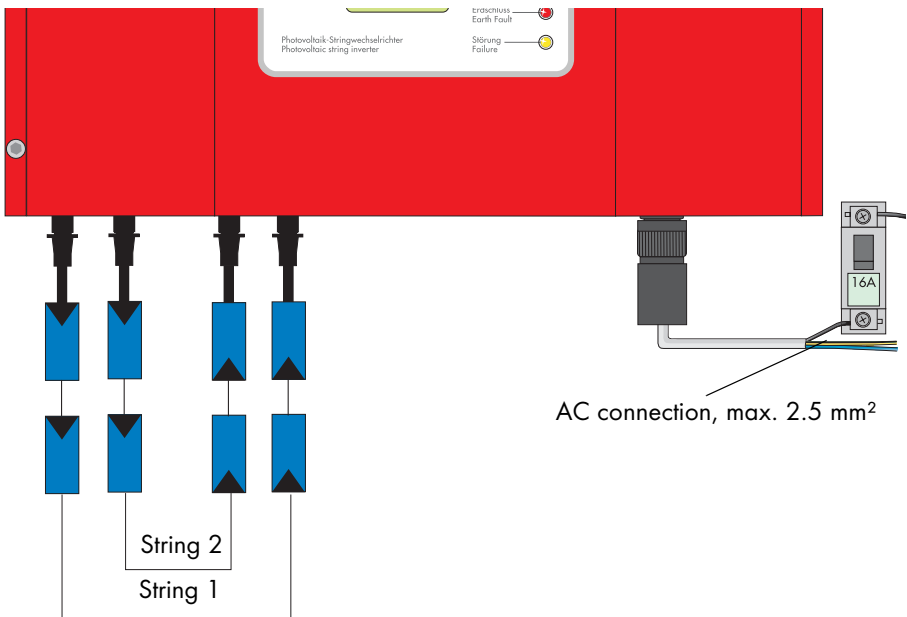 Erdschluss
Earth Fault
Photovoltaik-Stringwechselrichter
Photovoltaic string inverter
Störung
Failure
16A
AC connection, max. 2.5 mm²
String 2
String 1